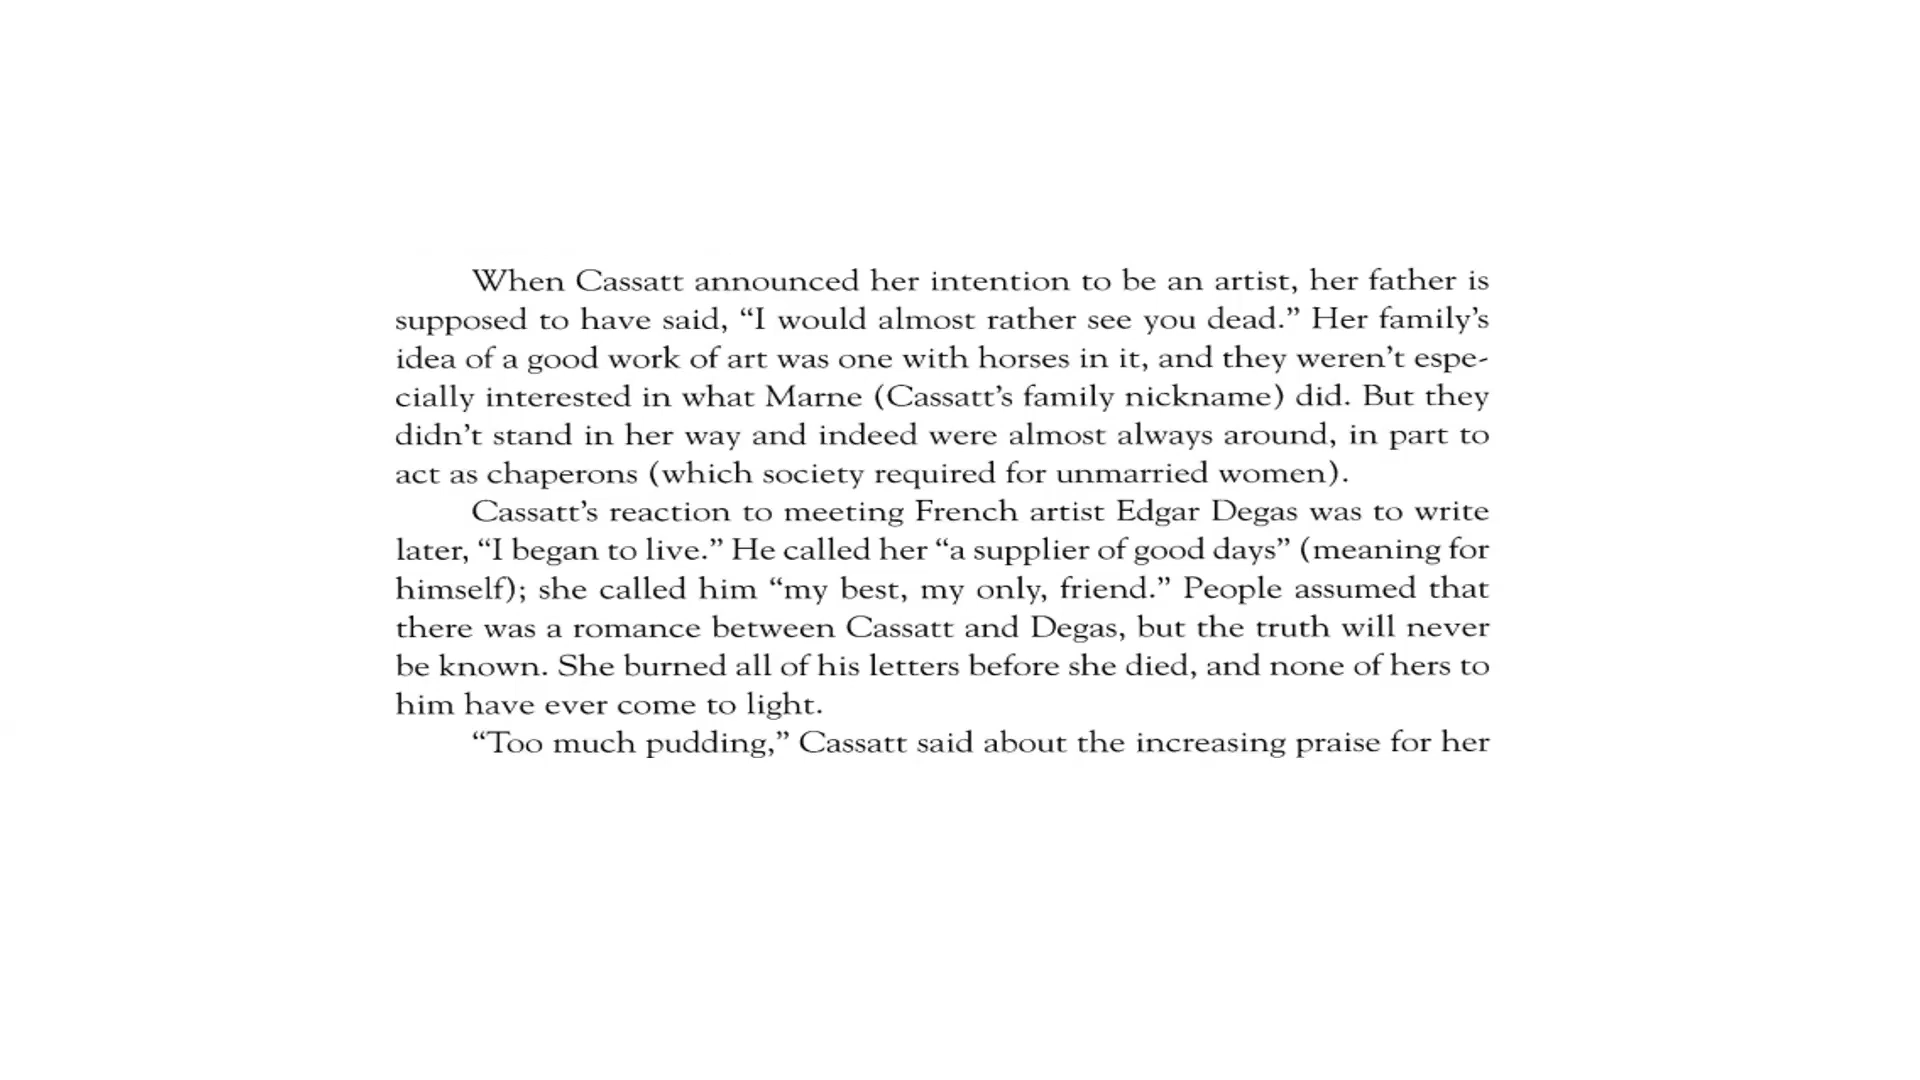 When Cassatt announced her intention to be an artist, her father is
supposed to have said, “I would almost rather see you dead.” Her family’s
idea of a good work of art was one with horses in it, and they weren’t espe-
cially interested in what Marne (Cassatt’s family nickname) did. But they
didn’t stand in her way and indeed were almost always around, in part to
act as chaperons (which society required for unmarried women).
Cassatt’s reaction to meeting French artist Edgar Degas was to write
later, “I began to live.” He called her “a supplier of good days” (meaning for
himself); she called him “my best, my only, friend.” People assumed that
there was a romance between Cassatt and Degas, but the truth will never
be known. She burned all of his letters before she died, and none of hers to
him have ever come to light.
“Too much pudding,” Cassatt said about the increasing praise for her